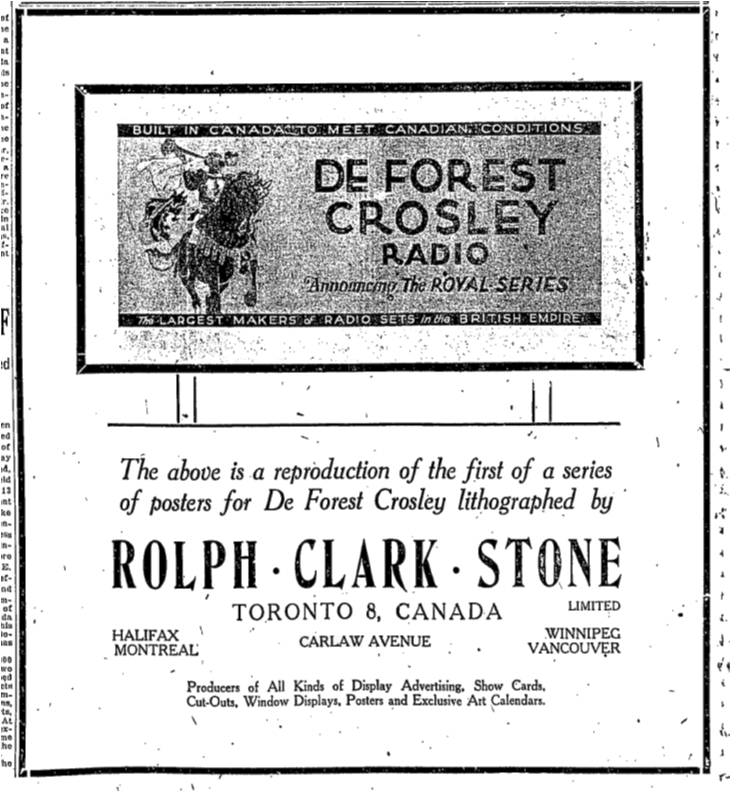 BUILT IN CANADA TO MEET CANADIAN CONDITIONS
DE FOREST
CROSLEY
RADIO
"Announcing The ROYAL SERIES
The LARGEST MAKERS of RADIO SETS in the BRITISH EMPIRE
The above is a reproduction of the first of a series
of posters for De Forest Crosley lithographed by
ROLPH · CLARK · STONE
LIMITED
TORONTO 8, CANADA
HALIFAX
MONTREAL
CARLAW AVENUE
WINNIPEG
VANCOUVER
Producers of All Kinds of Display Advertising, Show Cards,
Cut-Outs, Window Displays, Posters and Exclusive Art Calendars.